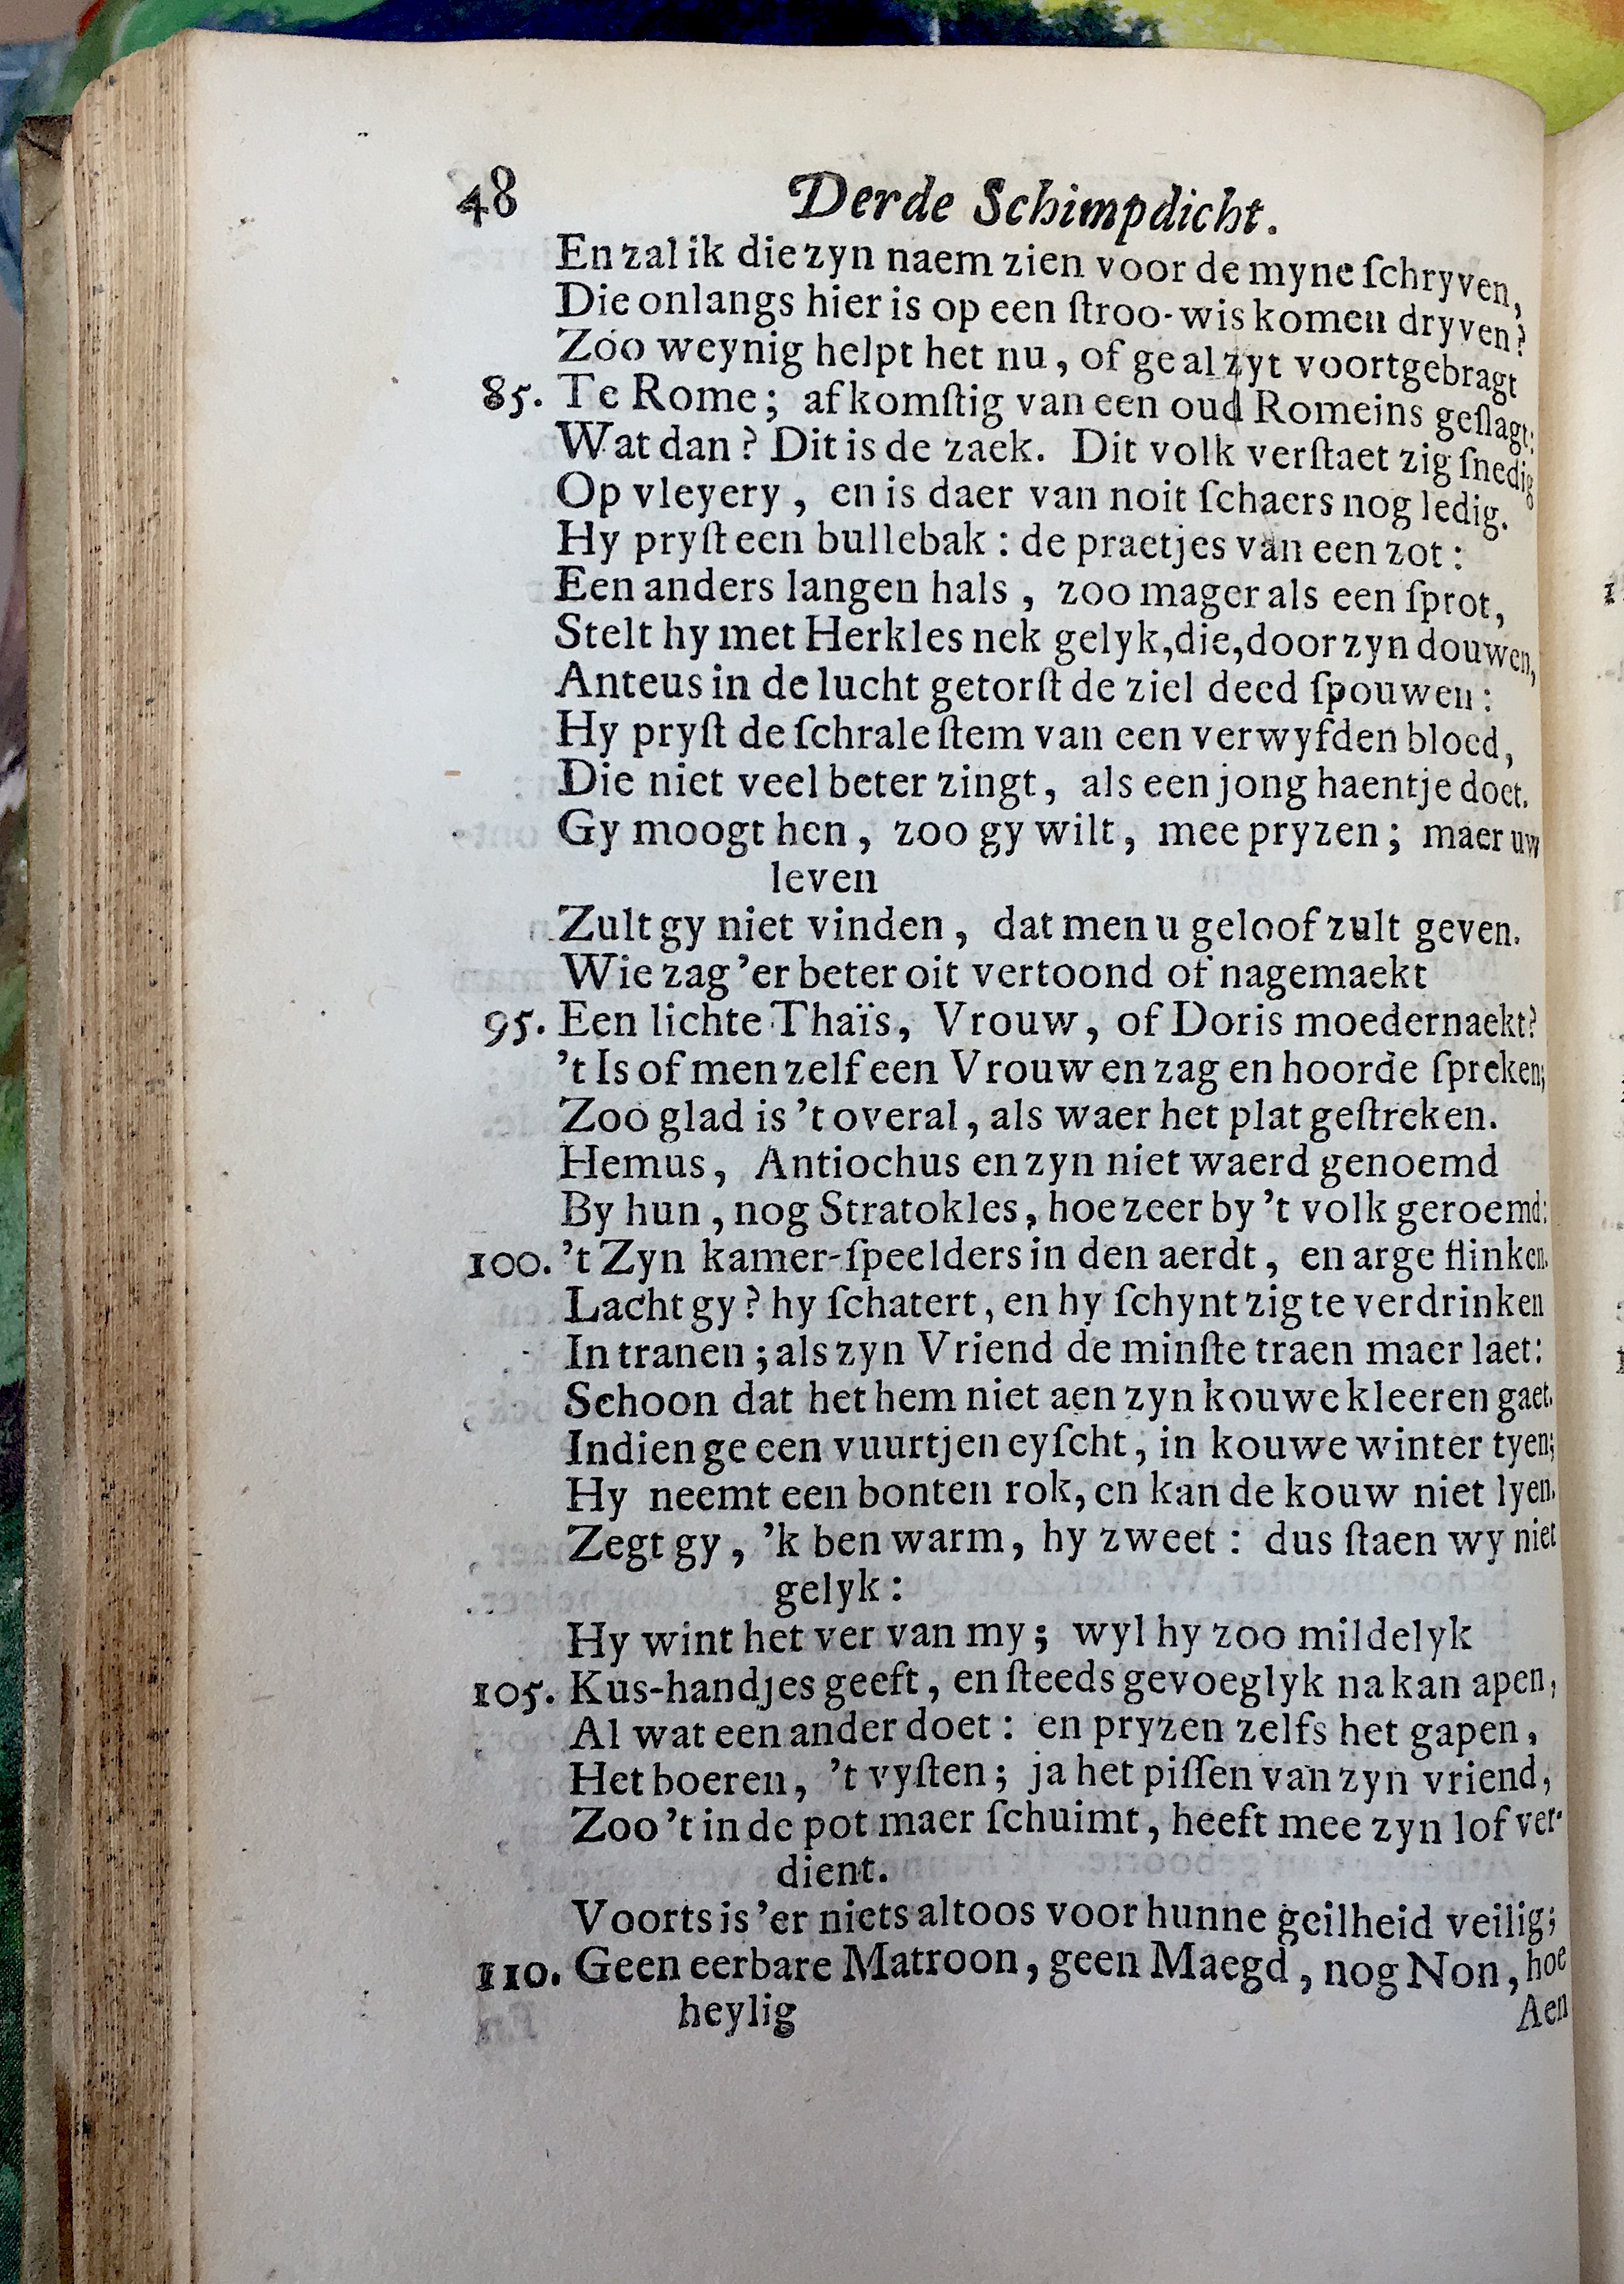 48 Derde Schimpdicht.
En zal ik die zyn naem zien voor de myne ſchryven,
Die onlangs hier is op een ſtroo-wis komen dryven?
Zoo weynig helpt het nu, of ge al zyt voortgebragt
85. Te Rome; afkomſtig van een oud Romeins geſlagt:
Wat dan? Dit is de zaek. Dit volk verſtaet zig ſnedig
Op vleyery, en is daer van noit ſchaers nog ledig.
Hy pryſt een bullebak: de praetjes van een zot:
Een anders langen hals, zoo mager als een ſprot,
Stelt hy met Herkles nek gelyk, die, door zyn douwen,
Anteus in de lucht getorſt de ziel deed ſpouwen:
Hy pryſt de ſchrale ſtem van een verwyfden bloed,
Die niet veel beter zingt, als een jong haentje doet.
Gy moogt hen, zoo gy wilt, mee pryzen; maer uw
leven
Zult gy niet vinden, dat men u geloof zult geven.
Wie zag 'er beter oit vertoond of nagemaekt
95. Een lichte Thaïs, Vrouw, of Doris moedernaekt?
't Is of men zelf een Vrouw en zag en hoorde ſpreken;
Zoo glad is 't overal, als waer het plat geſtreken.
Hemus, Antiochus en zyn niet waerd genoemd
By hun, nog Stratokles, hoe zeer by 't volk geroemd:
100. 't Zyn kamer-ſpeelders in den aerdt, en arge flinken.
Lacht gy? hy ſchatert, en hy ſchynt zig te verdrinken
In tranen; als zyn Vriend de minſte traen maer laet:
Schoon dat het hem niet aen zyn kouwe kleeren gaet.
Indien ge een vuurtjen eyſcht, in kouwe winter tyen;
Hy neemt een bonten rok, en kan de kouw niet lyen.
Zegt gy, 'k ben warm, hy zweet: dus ſtaen wy niet
gelyk:
Hy wint het ver van my; wyl hy zoo mildelyk
105. Kus-handjes geeft, en ſteeds gevoeglyk na kan apen,
Al wat een ander doet: en pryzen zelfs het gapen,
Het boeren, 't vyſten; ja het piſſen van zyn vriend,
Zoo 't in de pot maer ſchuimt, heeft mee zyn lof ver-
dient.
Voorts is 'er niets altoos voor hunne geilheid veilig;
110. Geen eerbare Matroon, geen Maegd, nog Non, hoe
heylig
Aen